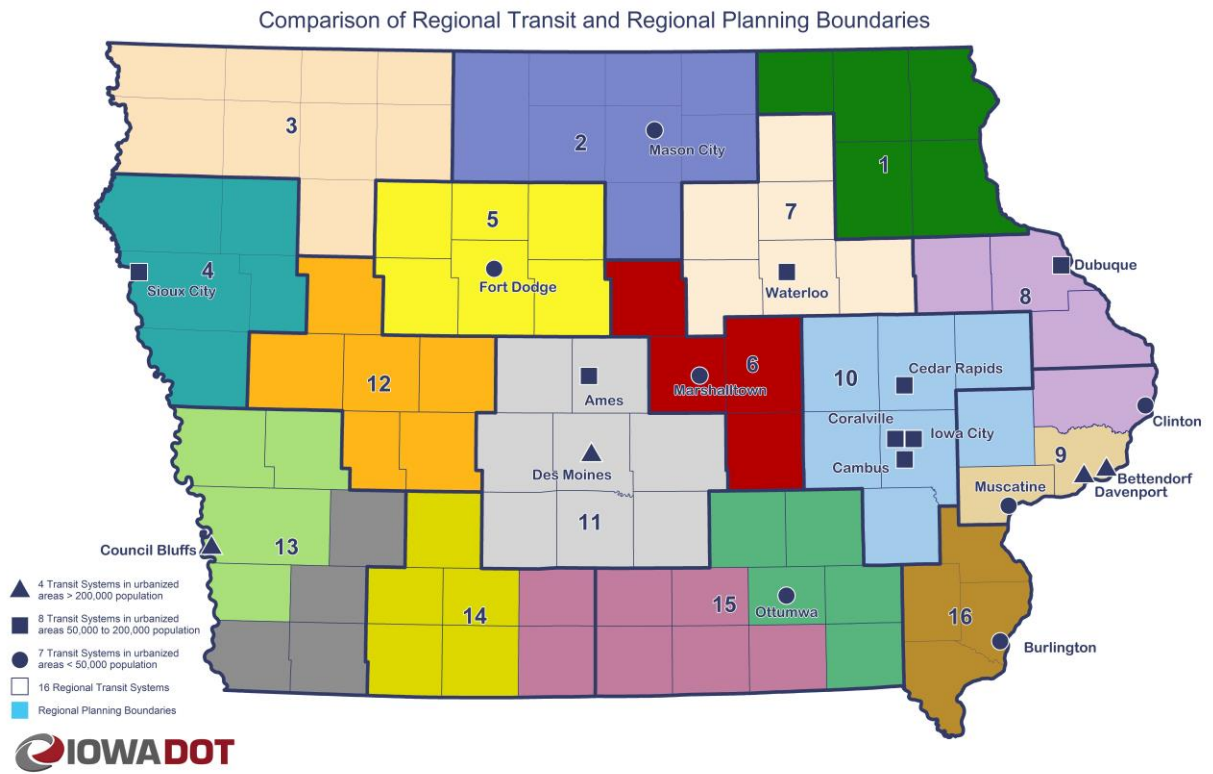 Comparison of Regional Transit and Regional Planning Boundaries
3
2
Mason City
1
5
7
4
Sioux City
Fort Dodge
Waterloo
Dubuque
8
12
Ames
Marshalltown
6
10
Cedar Rapids
Coralville
Iowa City
Cambus
Clinton
Des Moines
9
Bettendorf
Davenport
Muscatine
11
Council Bluffs
13
14
15
Ottumwa
16
Burlington
4 Transit Systems in urbanized
areas > 200,000 population
8 Transit Systems in urbanized
areas 50,000 to 200,000 population
7 Transit Systems in urbanized
areas < 50,000 population
16 Regional Transit Systems
Regional Planning Boundaries
IOWADOT